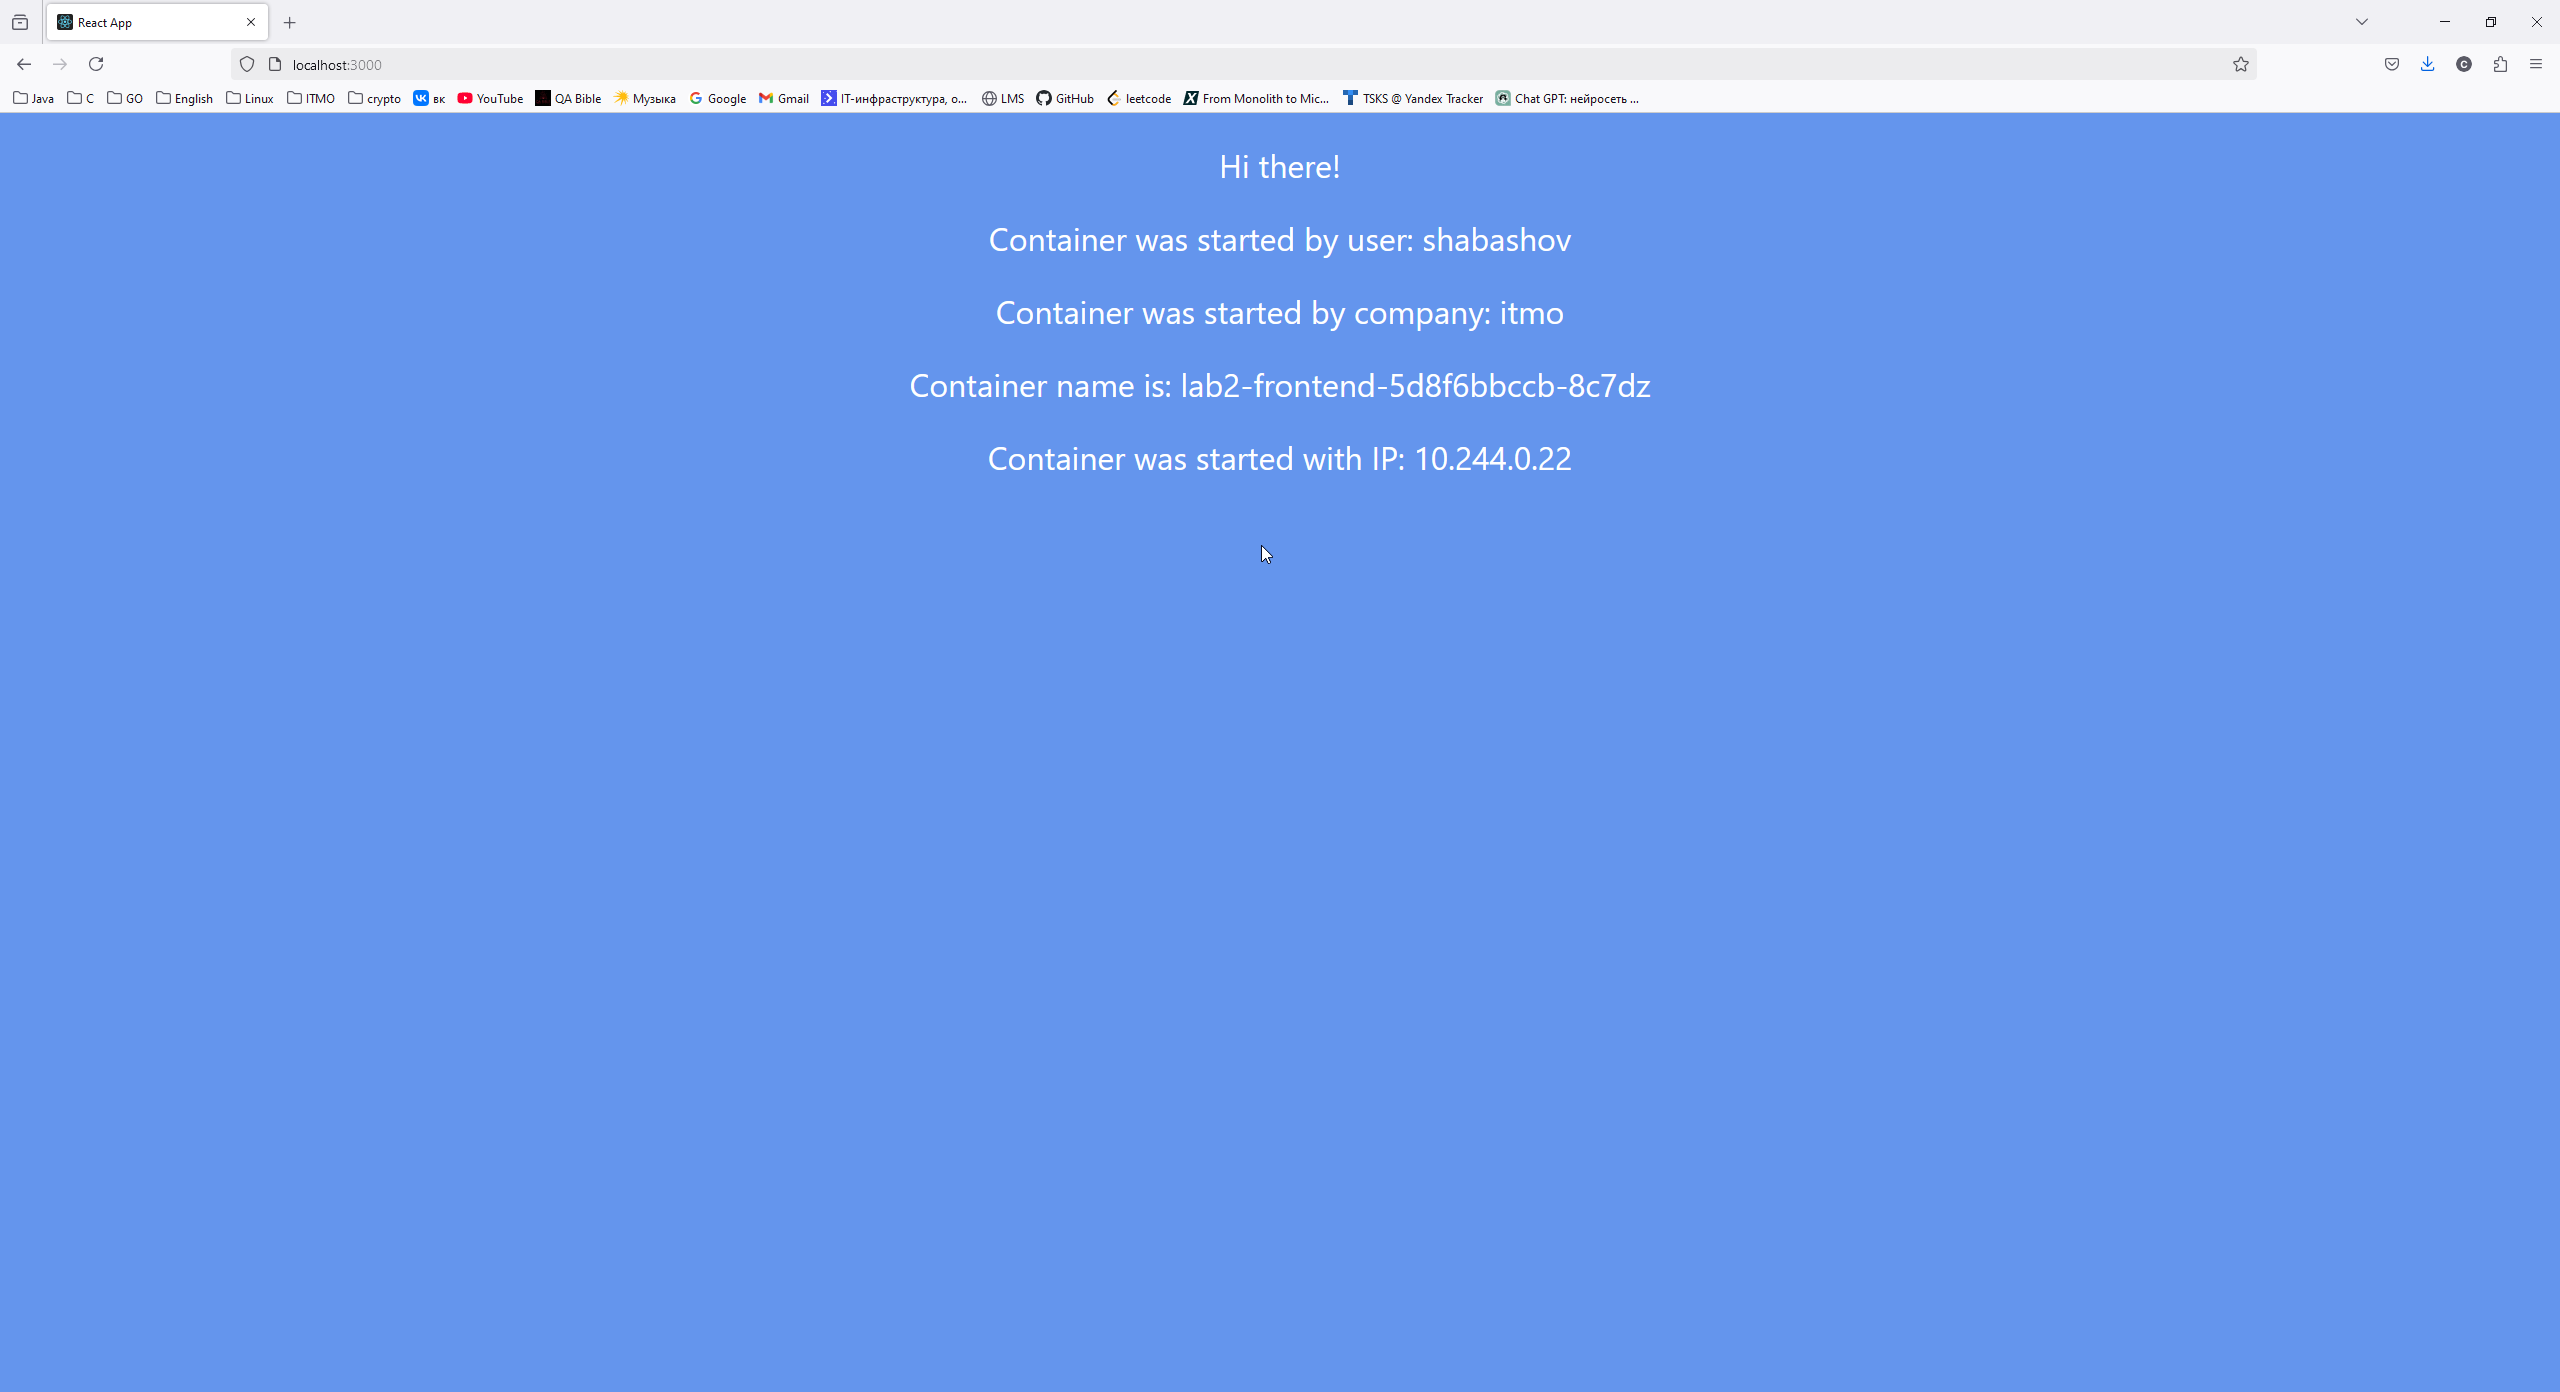 React App
localhost:3000
Java C GO English Linux ITMO crypto вк YouTube QA Bible Музыка Google Gmail IT-инфраструктура, о... LMS GitHub leetcode From Monolith to Mic... TSKS @ Yandex Tracker Chat GPT: нейросеть ...
Hi there!
Container was started by user: shabashov
Container was started by company: itmo
Container name is: lab2-frontend-5d8f6bbccb-8c7dz
Container was started with IP: 10.244.0.22